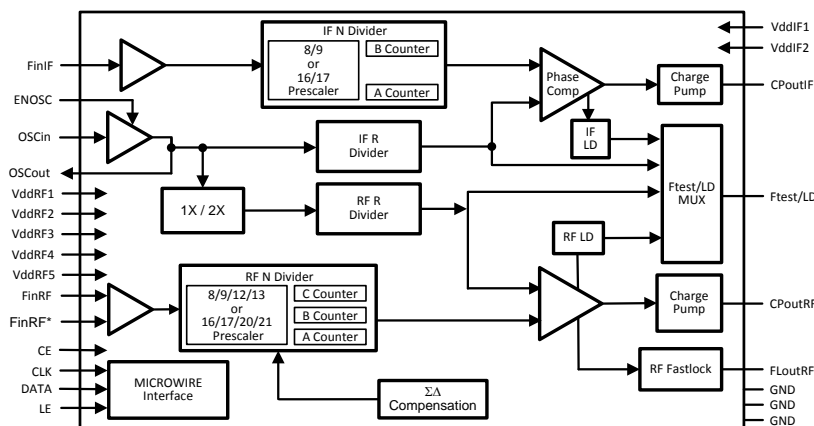 IF N Divider
8/9
or
16/17
Prescaler
B Counter
A Counter
FinIF
ENOSC
OSCin
OSCout
VddRF1
VddRF2
VddRF3
VddRF4
VddRF5
FinRF
FinRF*
CE
CLK
DATA
LE
Phase
Comp
Charge
Pump
IF
LD
IF R
Divider
1X / 2X
RF R
Divider
Ftest/LD
MUX
RF LD
RF N Divider
8/9/12/13
or
16/17/20/21
Prescaler
C Counter
B Counter
A Counter
Charge
Pump
RF Fastlock
MICROWIRE
Interface
ΣΔ
Compensation
VddIF1
VddIF2
CPoutIF
Ftest/LD
CPoutRF
FLoutRF
GND
GND
GND